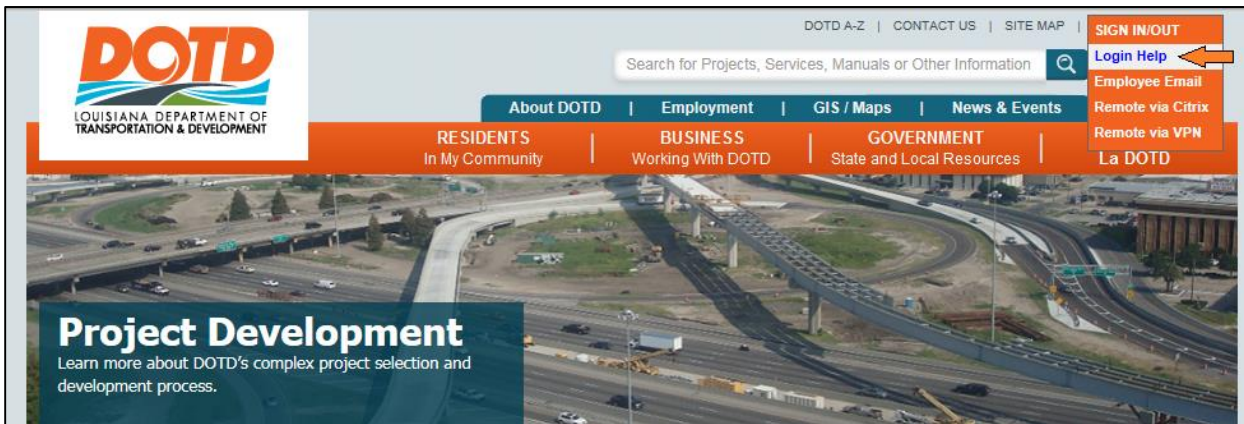 DOTD
LOUISIANA DEPARTMENT OF
TRANSPORTATION & DEVELOPMENT
DOTD A-Z | CONTACT US | SITE MAP |
SIGN IN/OUT
Login Help
Employee Email
Remote via Citrix
Remote via VPN
Search for Projects, Services, Manuals or Other Information
About DOTD | Employment | GIS / Maps | News & Events
RESIDENTS
In My Community
BUSINESS
Working With DOTD
GOVERNMENT
State and Local Resources
La DOTD
Project Development
Learn more about DOTD's complex project selection and
development process.